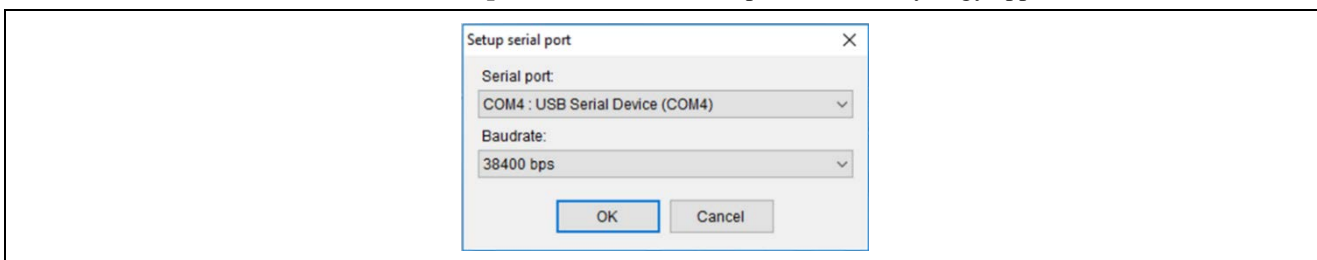 Setup serial port
Serial port:
COM4 : USB Serial Device (COM4)
Baudrate:
38400 bps
OK Cancel